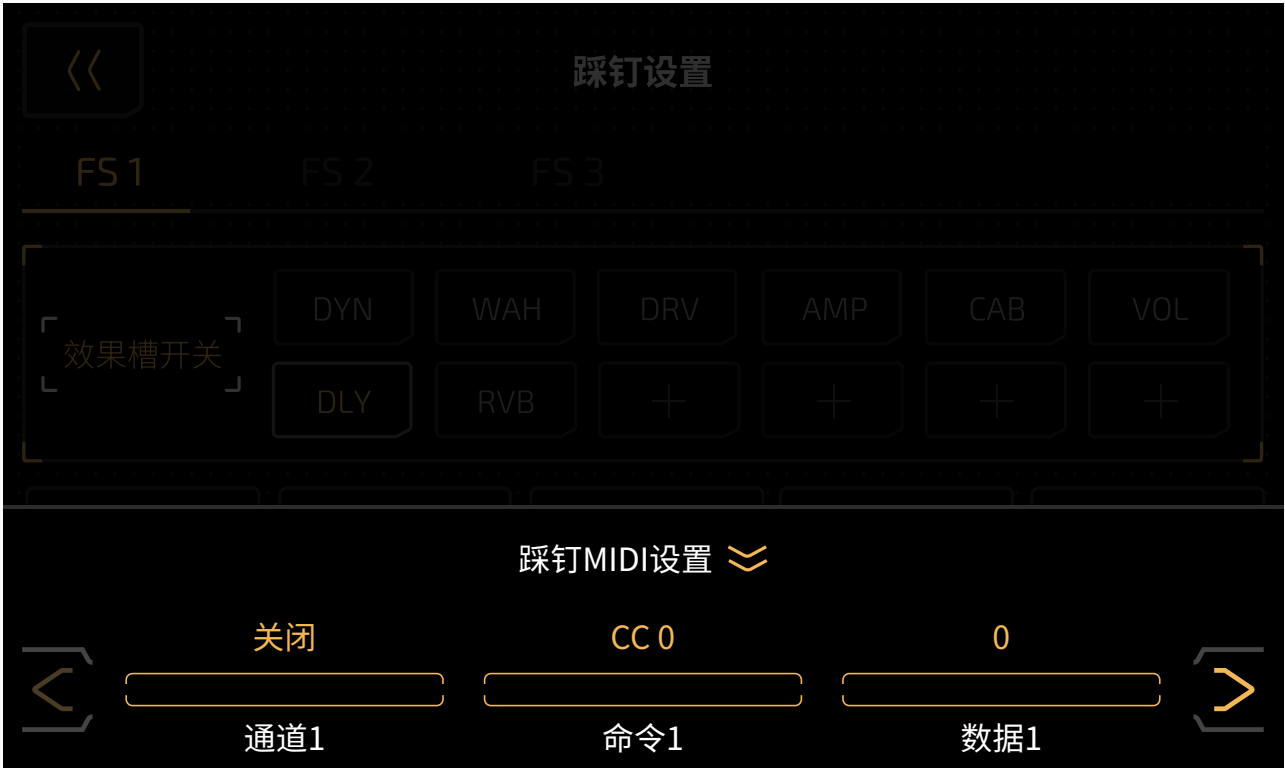 踩钉设置
FS 1 FS 2 FS 3
DYN WAH DRV AMP CAB VOL
效果槽开关
DLY RVB
踩钉MIDI设置
关闭 CC 0 0
通道1 命令1 数据1